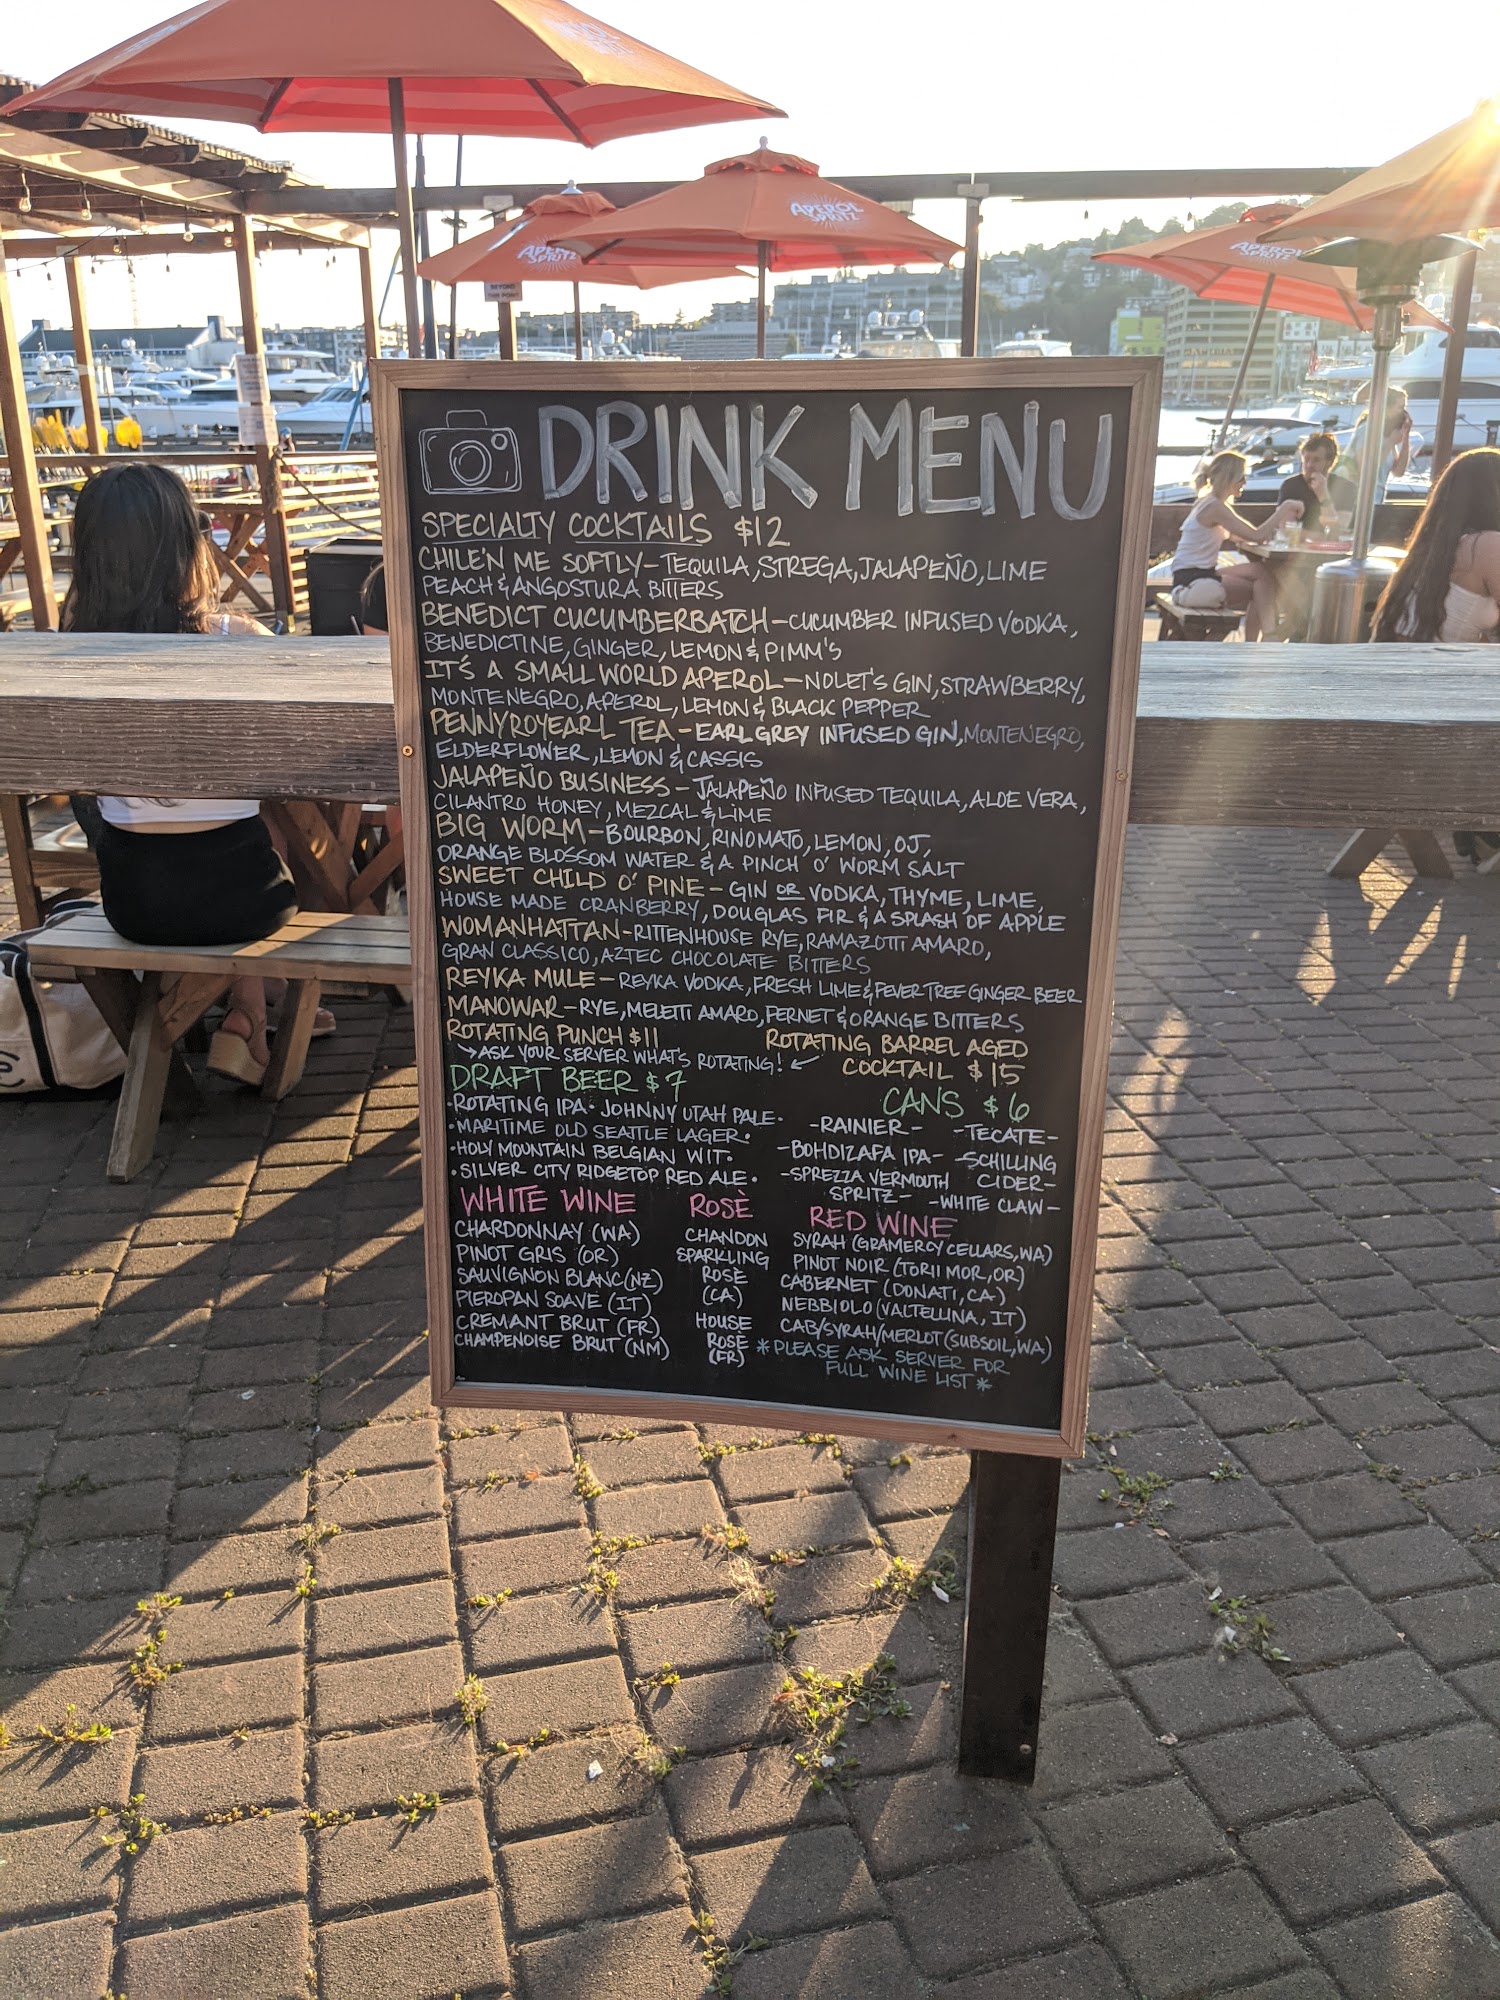 APEROL
SPRITZ
APEROL
SPRITZ
APEROL
SPRITZ
BEYOND
DRINK MENU
SPECIALTY COCKTAILS $12
CHILE'N ME SOFTLY-TEQUILA, STREGA, JALAPEÑO, LIME
PEACH & ANGOSTURA BITTERS
BENEDICT CUCUMBERBATCH-CUCUMBER INFUSED VODKA,
BENEDICTINE, GINGER, LEMON & PIMM'S
IT'S A SMALL WORLD APEROL-NOLET'S GIN, STRAWBERRY,
MONTENEGRO, APEROL, LEMON & BLACK PEPPER
PENNYROYEARL TEA-EARL GREY INFUSED GIN, MONTENEGRO,
ELDERFLOWER, LEMON & CASSIS
JALAPEÑO BUSINESS-JALAPEÑO INFUSED TEQUILA, ALOE VERA,
CILANTRO HONEY, MEZCAL & LIME
BIG WORM-BOURBON, RINOMATO, LEMON, OJ,
ORANGE BLOSSOM WATER & A PINCH O' WORM SALT
SWEET CHILD O' PINE-GIN OR VODKA, THYME, LIME,
HOUSE MADE CRANBERRY, DOUGLAS FIR & A SPLASH OF APPLE
WOMANHATTAN-RITTENHOUSE RYE, RAMAZOTTI AMARO,
GRAN CLASSICO, AZTEC CHOCOLATE BITTERS
REYKA MULE-REYKA VODKA, FRESH LIME & FEVER TREE GINGER BEER
MANOWAR-RYE, MELETTI AMARO, FERNET & ORANGE BITTERS
ROTATING PUNCH $11
ASK YOUR SERVER WHAT'S ROTATING!
ROTATING BARREL AGED
COCKTAIL $15
DRAFT BEER $7
·ROTATING IPA· JOHNNY UTAH PALE·
·MARITIME OLD SEATTLE LAGER·
·HOLY MOUNTAIN BELGIAN WIT·
·SILVER CITY RIDGETOP RED ALE·
CANS $6
-RAINIER- -TECATE-
-BOHDIZAFA IPA- -SCHILLING
-SPREZZA VERMOUTH CIDER-
SPRITZ- -WHITE CLAW-
WHITE WINE
CHARDONNAY (WA)
PINOT GRIS (OR)
SAUVIGNON BLANC (NZ)
PIEROPAN SOAVE (IT)
CREMANT BRUT (FR)
CHAMPENOISE BRUT (NM)
ROSÈ
CHANDON
SPARKLING
ROSÈ
(CA)
HOUSE
ROSÈ
(FR)
RED WINE
SYRAH (GRAMERCY CELLARS, WA)
PINOT NOIR (TORII MOR, OR)
CABERNET (DONATI, CA)
NEBBIOLO (VALTELLINA, IT)
CAB/SYRAH/MERLOT (SUBSOIL, WA)
*PLEASE ASK SERVER FOR
FULL WINE LIST*